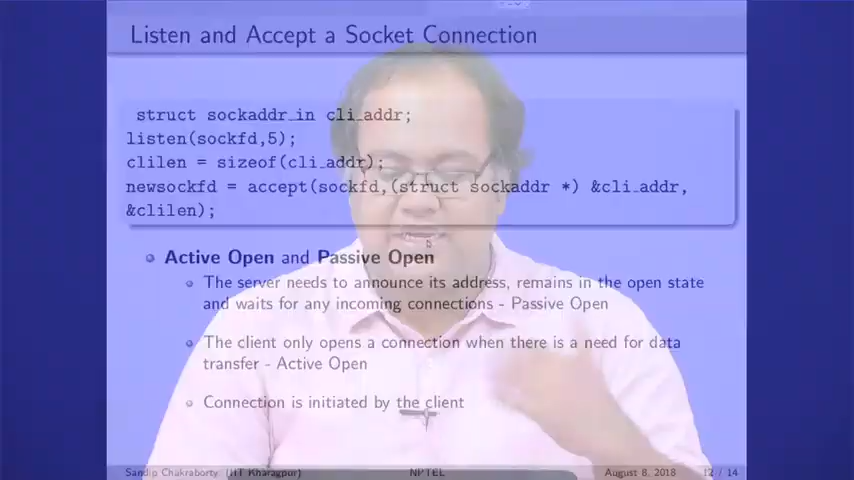 Listen and Accept a Socket Connection
struct sockaddr_in cli_addr;
listen(sockfd,5);
clilen = sizeof(cli_addr);
newsockfd = accept(sockfd,(struct sockaddr *) &cli_addr,
&clilen);
Active Open and Passive Open
The server needs to announce its address, remains in the open state
and waits for any incoming connections - Passive Open
The client only opens a connection when there is a need for data
transfer - Active Open
Connection is initiated by the client
Sandip Chakraborty (IIT Kharagpur) NPTEL August 8, 2018 12 / 14